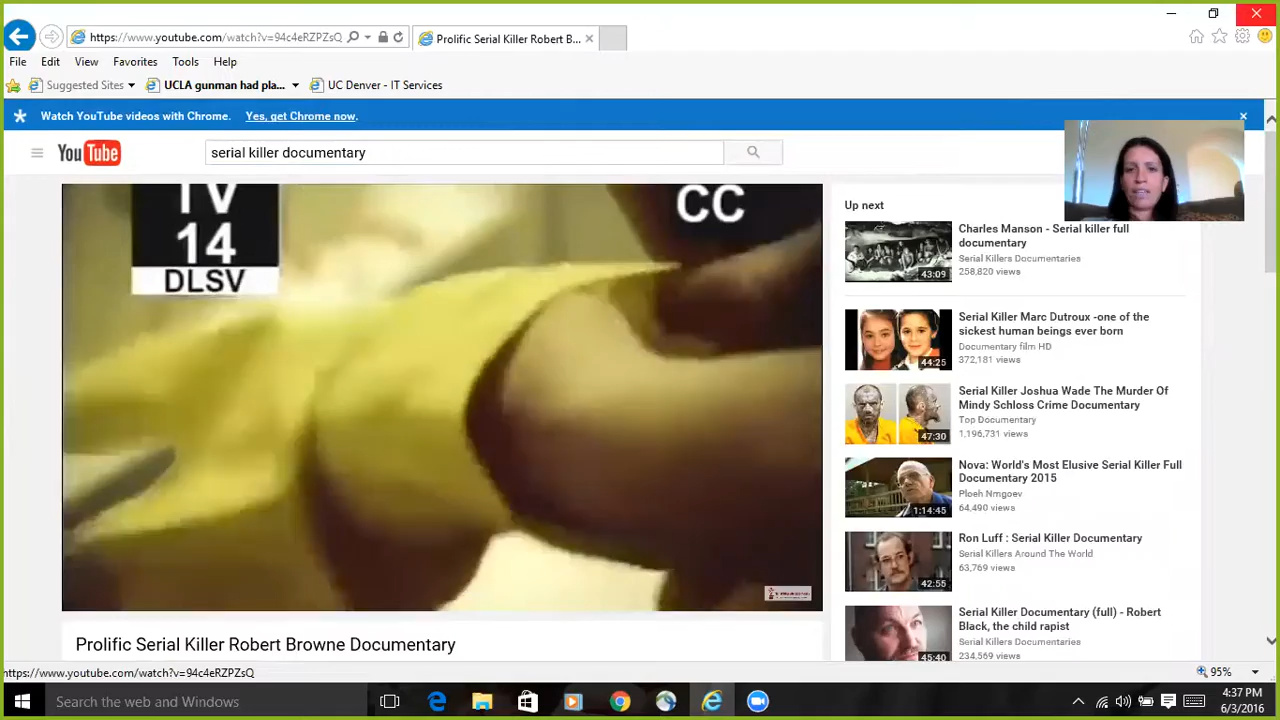 https://www.youtube.com/watch?v=94c4eRZPZsQ
Prolific Serial Killer Robert B...
File Edit View Favorites Tools Help
Suggested Sites UCLA gunman had pla... UC Denver - IT Services
Watch YouTube videos with Chrome. Yes, get Chrome now.
YouTube
serial killer documentary
TV
14
DLSV
CC
Up next
Charles Manson - Serial killer full
documentary
Serial Killers Documentaries
258,820 views
43:09
Serial Killer Marc Dutroux -one of the
sickest human beings ever born
Documentary film HD
372,181 views
44:25
Serial Killer Joshua Wade The Murder Of
Mindy Schloss Crime Documentary
Top Documentary
1,196,731 views
47:30
Nova: World's Most Elusive Serial Killer Full
Documentary 2015
Ploeh Nmgoev
64,490 views
1:14:45
Ron Luff : Serial Killer Documentary
Serial Killers Around The World
63,769 views
42:55
Serial Killer Documentary (full) - Robert
Black, the child rapist
Serial Killers Documentaries
234,569 views
45:40
Prolific Serial Killer Robert Browne Documentary
https://www.youtube.com/watch?v=94c4eRZPZsQ
95%
Search the web and Windows
4:37 PM
6/3/2016